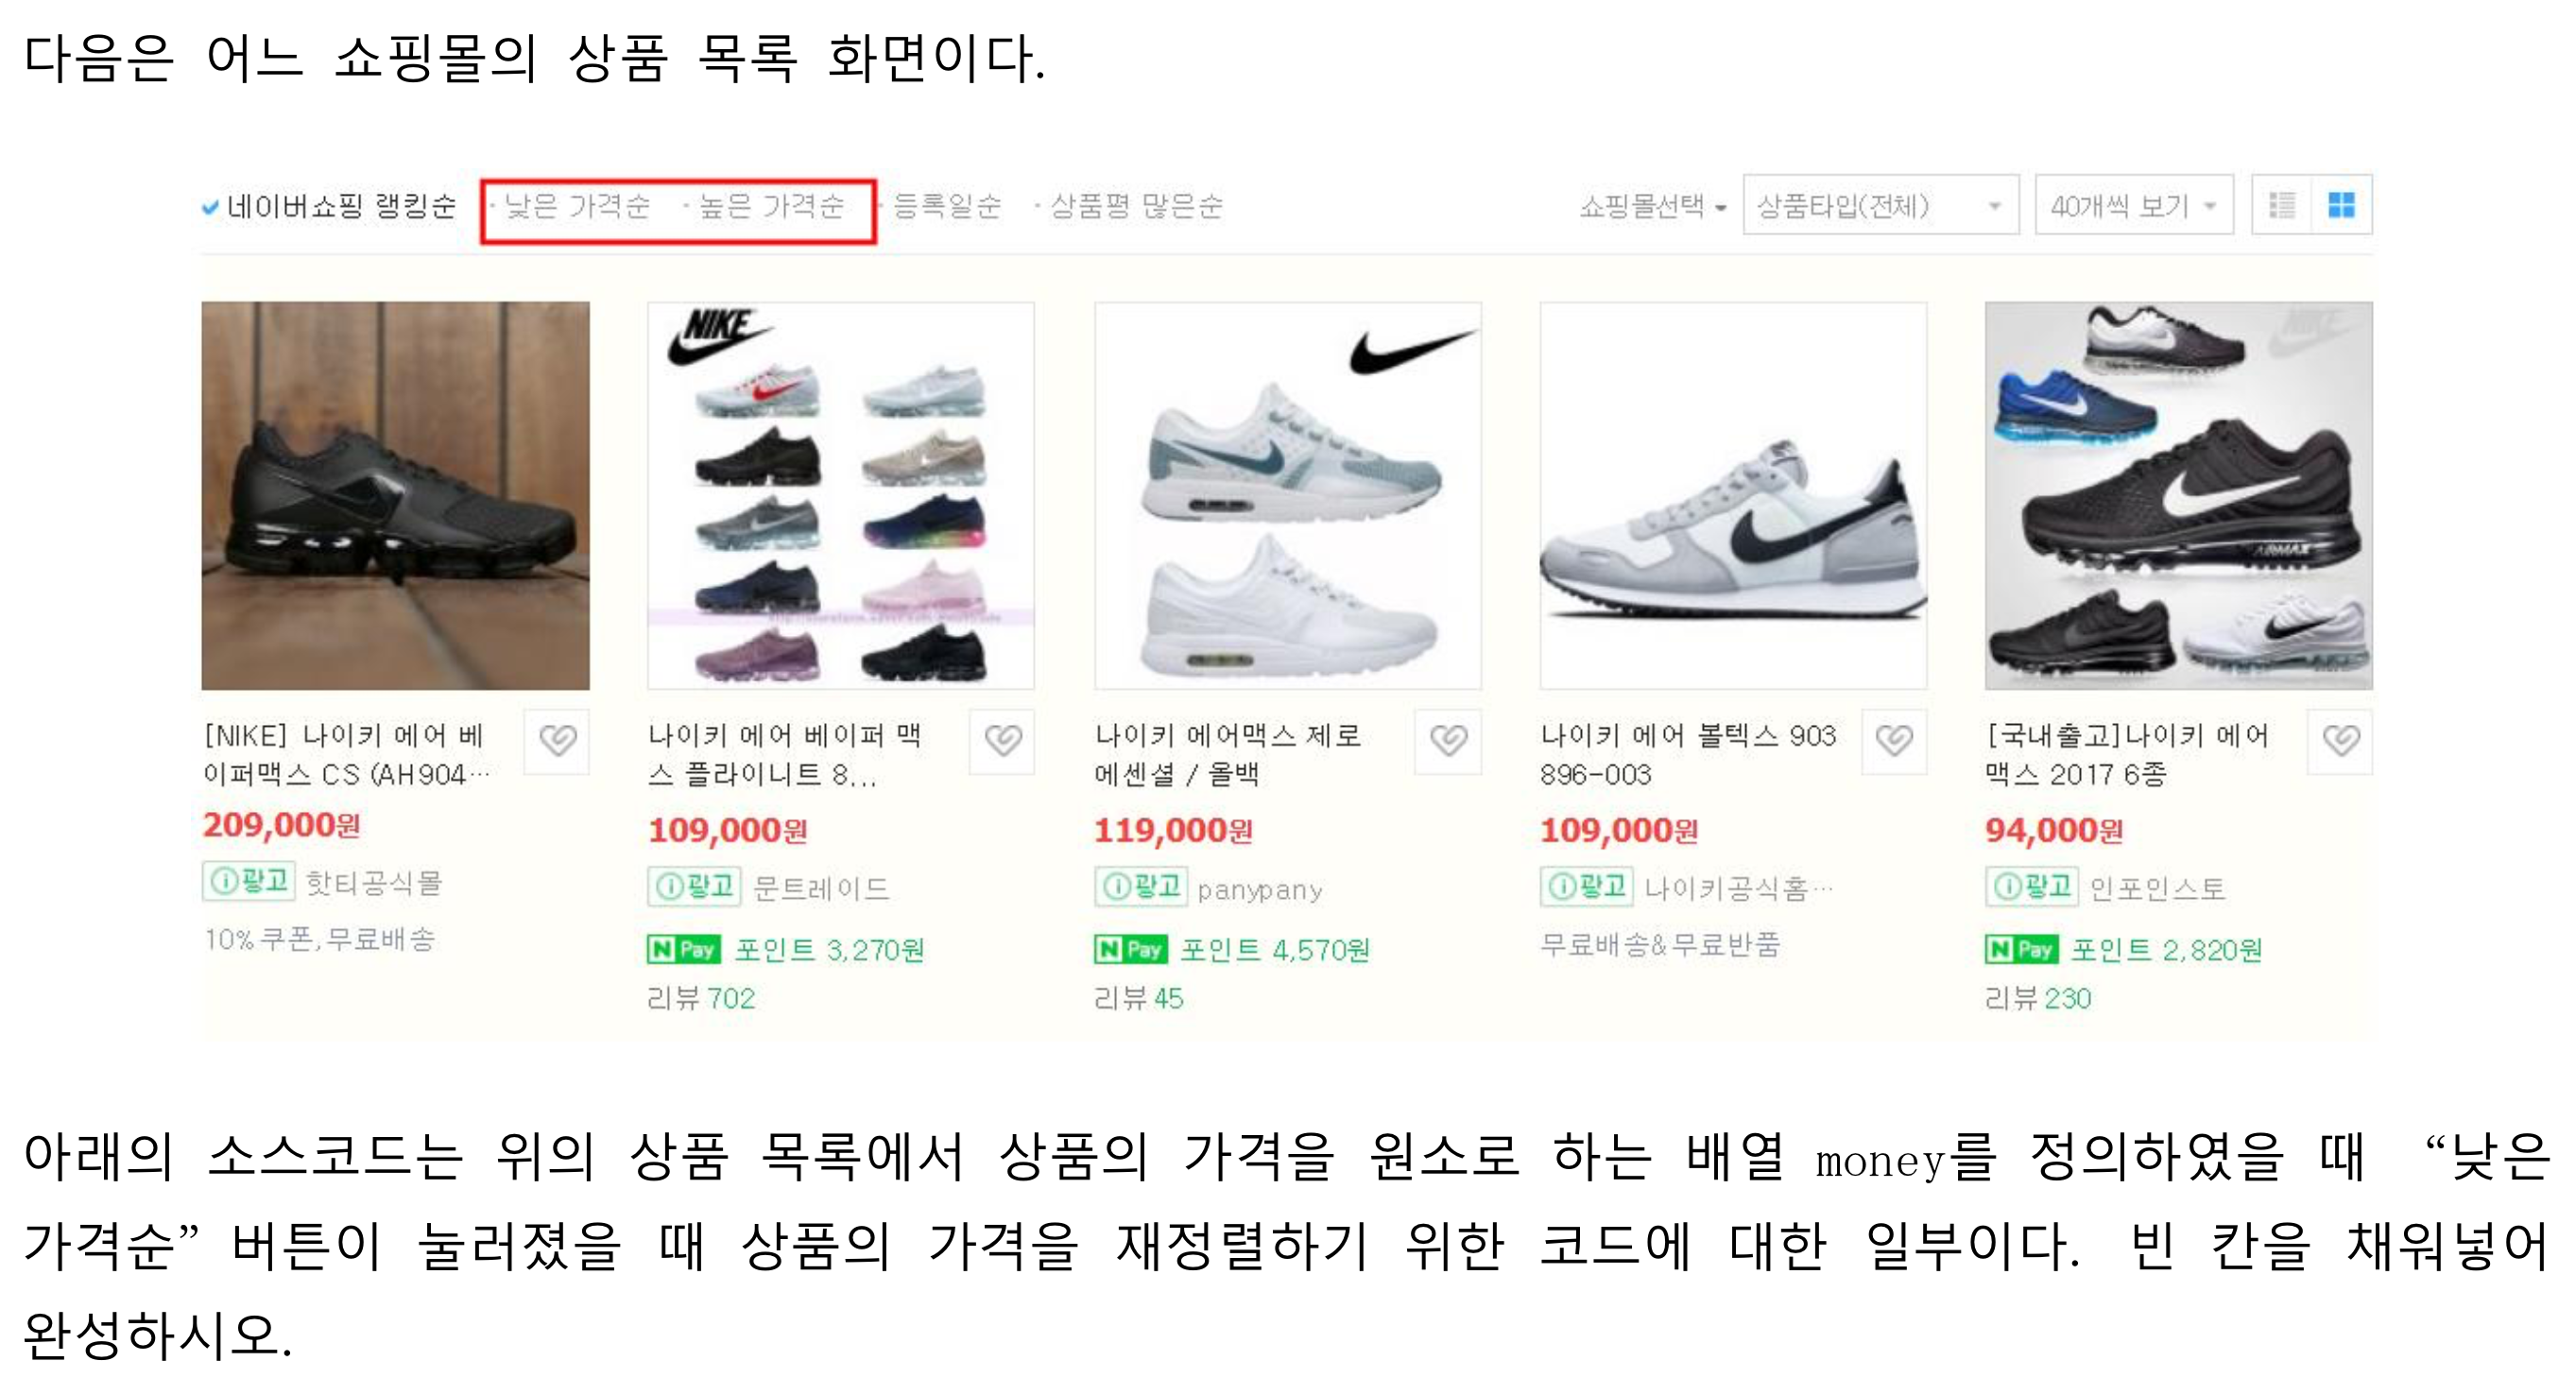 다음은 어느 쇼핑몰의 상품 목록 화면이다.
네이버쇼핑 랭킹순 · 낮은 가격순 · 높은 가격순 · 등록일순 · 상품평 많은순 쇼핑몰선택 상품타입(전체) 40개씩 보기
NIKE
NIKE
AIRMAX
[NIKE] 나이키 에어 베
이퍼맥스 CS (AH904…
209,000원
광고 핫티공식몰
10%쿠폰,무료배송
나이키 에어 베이퍼 맥
스 플라이니트 8...
109,000원
광고 문트레이드
N Pay 포인트 3,270원
리뷰 702
나이키 에어맥스 제로
에센셜 / 올백
119,000원
광고 panypany
N Pay 포인트 4,570원
리뷰 45
나이키 에어 볼텍스 903
896-003
109,000원
광고 나이키공식홈…
무료배송&무료반품
[국내출고]나이키 에어
맥스 2017 6종
94,000원
광고 인포인스토
N Pay 포인트 2,820원
리뷰 230
아래의 소스코드는 위의 상품 목록에서 상품의 가격을 원소로 하는 배열 money를 정의하였을 때 “낮은
가격순” 버튼이 눌러졌을 때 상품의 가격을 재정렬하기 위한 코드에 대한 일부이다. 빈 칸을 채워넣어
완성하시오.